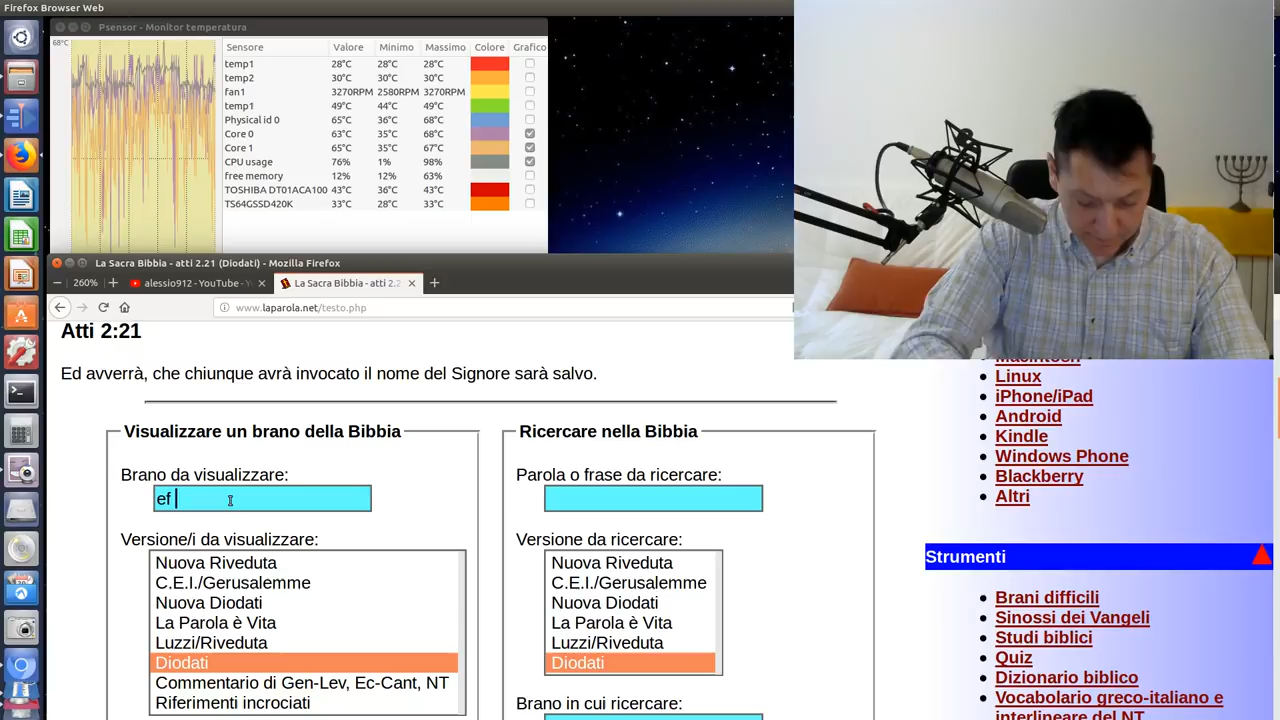 Firefox Browser Web
Psensor - Monitor temperatura
68°C
Sensore Valore Minimo Massimo Colore Grafico
temp1 28°C 28°C 28°C
temp2 30°C 30°C 30°C
fan1 3270RPM 2580RPM 3270RPM
temp1 49°C 44°C 49°C
Physical id 0 65°C 36°C 68°C
Core 0 63°C 35°C 68°C
Core 1 65°C 35°C 67°C
CPU usage 76% 1% 98%
free memory 12% 12% 63%
TOSHIBA DT01ACA100 43°C 36°C 43°C
TS64GSSD420K 33°C 28°C 33°C
La Sacra Bibbia - atti 2.21 (Diodati) - Mozilla Firefox
260% alessio912 - YouTube - Y La Sacra Bibbia - atti 2.2
www.laparola.net/testo.php
Atti 2:21
Ed avverrà, che chiunque avrà invocato il nome del Signore sarà salvo.
Visualizzare un brano della Bibbia
Brano da visualizzare:
ef
Versione/i da visualizzare:
Nuova Riveduta
C.E.I./Gerusalemme
Nuova Diodati
La Parola è Vita
Luzzi/Riveduta
Diodati
Commentario di Gen-Lev, Ec-Cant, NT
Riferimenti incrociati
Ricercare nella Bibbia
Parola o frase da ricercare:
Versione da ricercare:
Nuova Riveduta
C.E.I./Gerusalemme
Nuova Diodati
La Parola è Vita
Luzzi/Riveduta
Diodati
Brano in cui ricercare:
Macintosh
Linux
iPhone/iPad
Android
Kindle
Windows Phone
Blackberry
Altri
Strumenti
Brani difficili
Sinossi dei Vangeli
Studi biblici
Quiz
Dizionario biblico
Vocabolario greco-italiano e
interlineare del NT